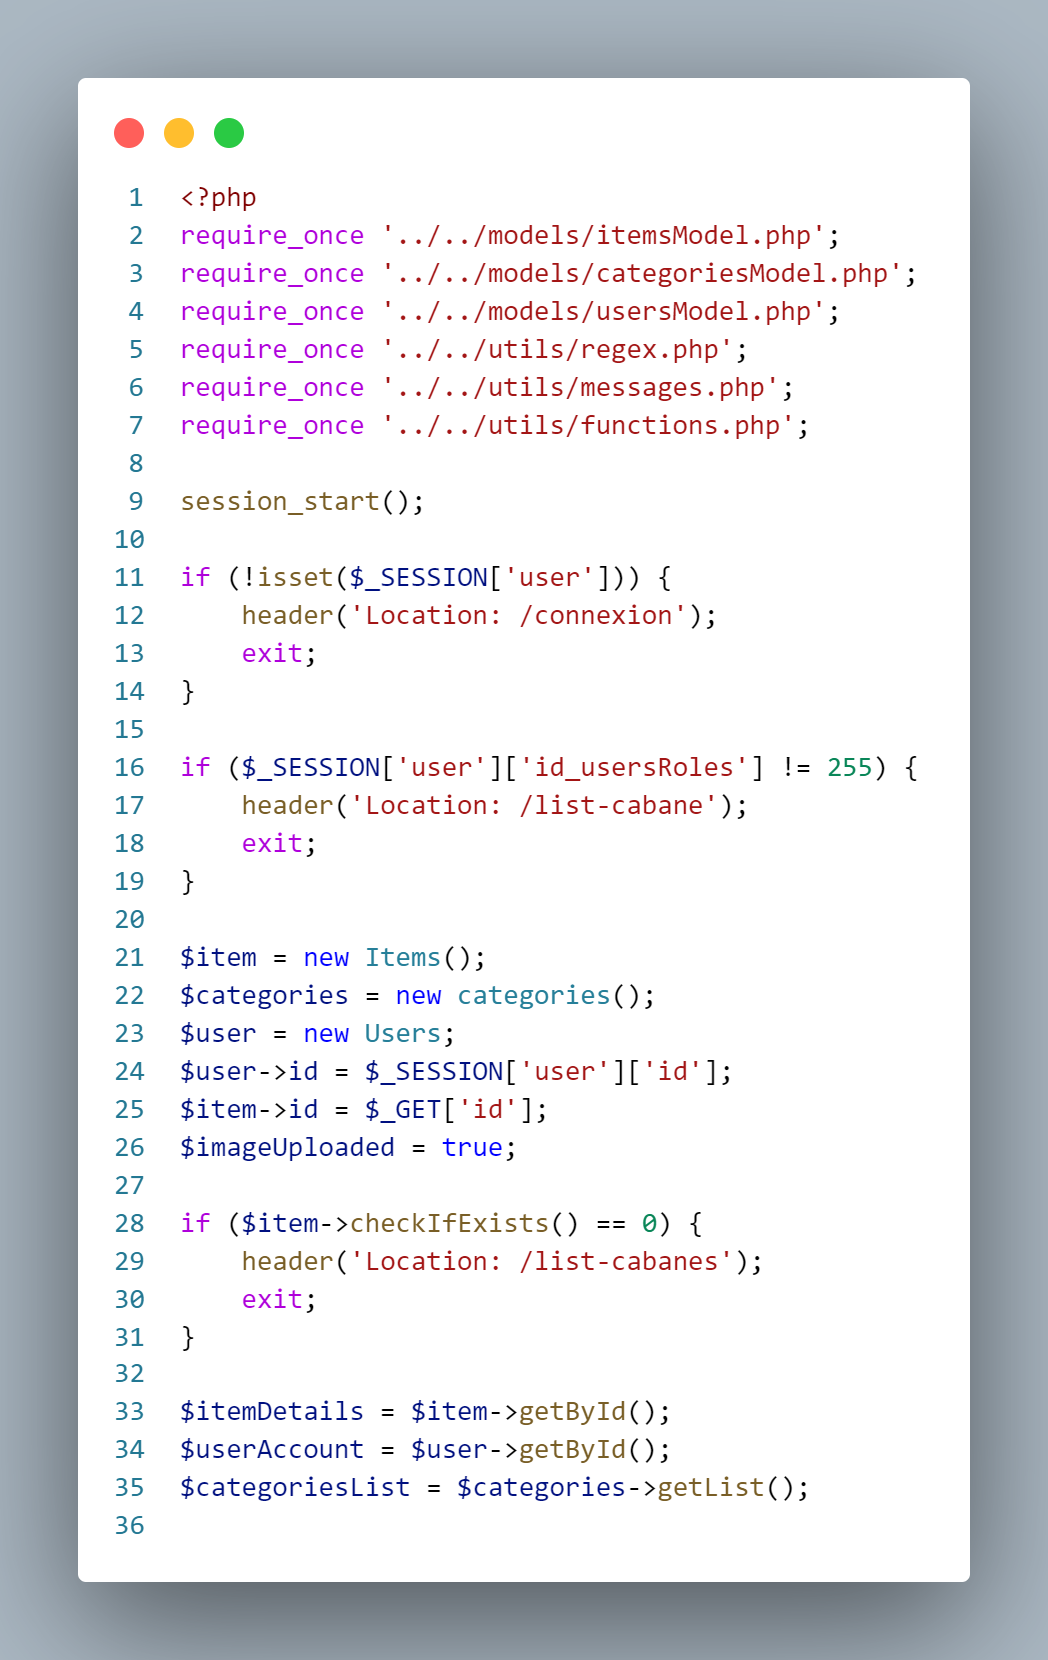 1 <?php
2 require_once '../../models/itemsModel.php';
3 require_once '../../models/categoriesModel.php';
4 require_once '../../models/usersModel.php';
5 require_once '../../utils/regex.php';
6 require_once '../../utils/messages.php';
7 require_once '../../utils/functions.php';
8
9 session_start();
10
11 if (!isset($_SESSION['user'])) {
12     header('Location: /connexion');
13     exit;
14 }
15
16 if ($_SESSION['user']['id_usersRoles'] != 255) {
17     header('Location: /list-cabane');
18     exit;
19 }
20
21 $item = new Items();
22 $categories = new categories();
23 $user = new Users;
24 $user->id = $_SESSION['user']['id'];
25 $item->id = $_GET['id'];
26 $imageUploaded = true;
27
28 if ($item->checkIfExists() == 0) {
29     header('Location: /list-cabanes');
30     exit;
31 }
32
33 $itemDetails = $item->getById();
34 $userAccount = $user->getById();
35 $categoriesList = $categories->getList();
36